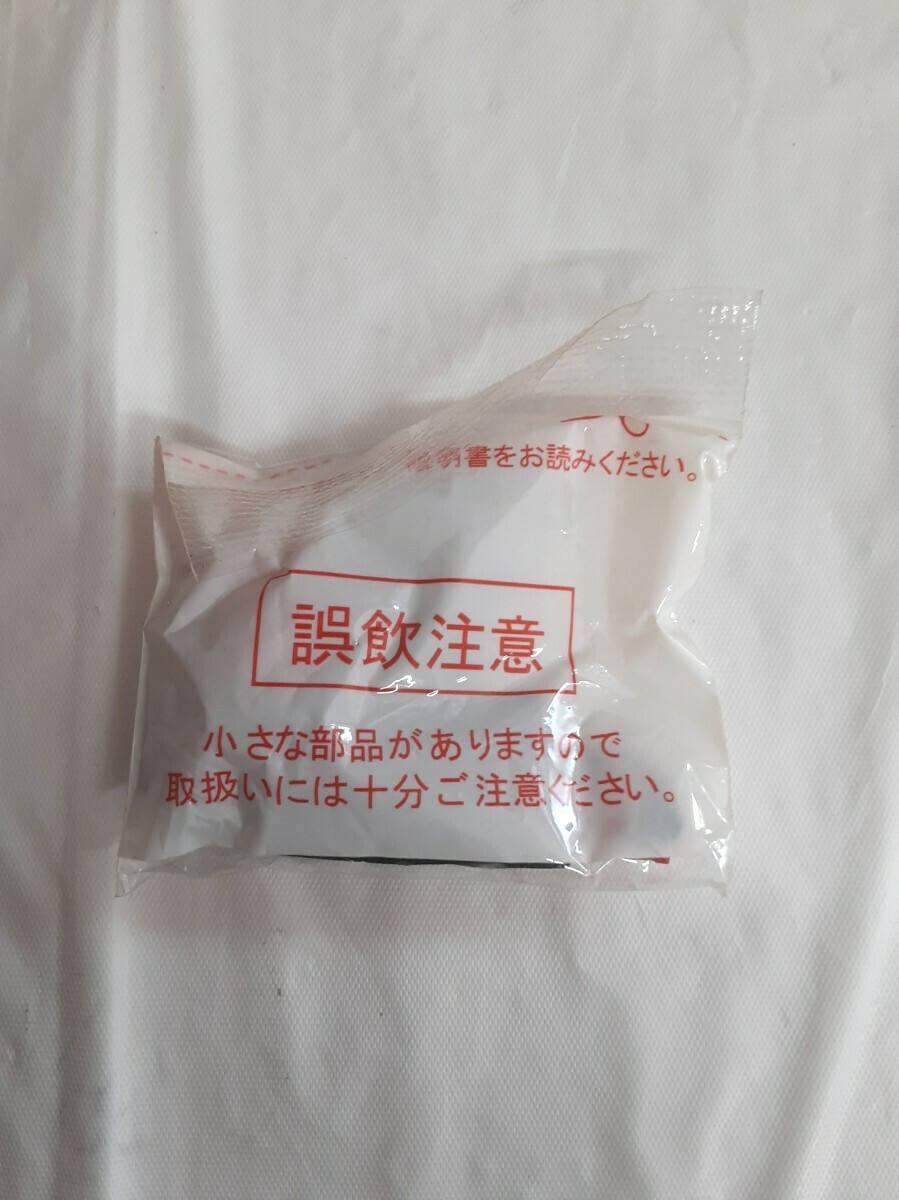 明書をお読みください。
誤飲注意
小さな部品がありますので
取扱いには十分ご注意ください。